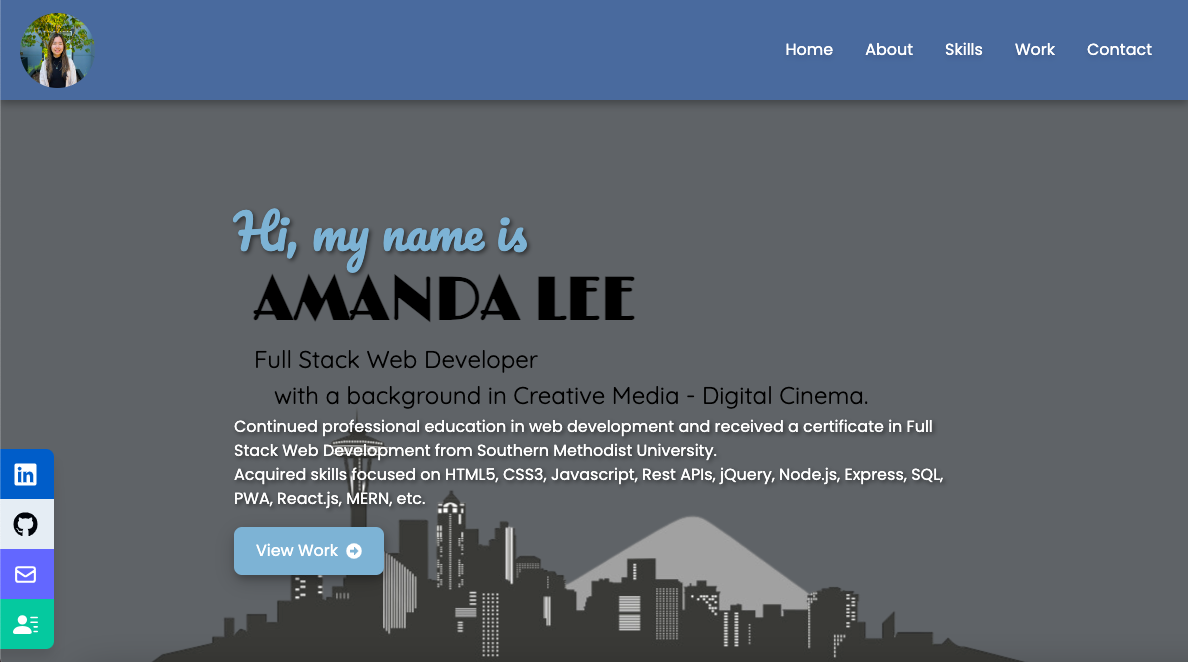 Home About Skills Work Contact
Hi, my name is
AMANDA LEE
Full Stack Web Developer
with a background in Creative Media - Digital Cinema.
Continued professional education in web development and received a certificate in Full
Stack Web Development from Southern Methodist University.
Acquired skills focused on HTML5, CSS3, Javascript, Rest APIs, jQuery, Node.js, Express, SQL,
PWA, React.js, MERN, etc.
in
View Work